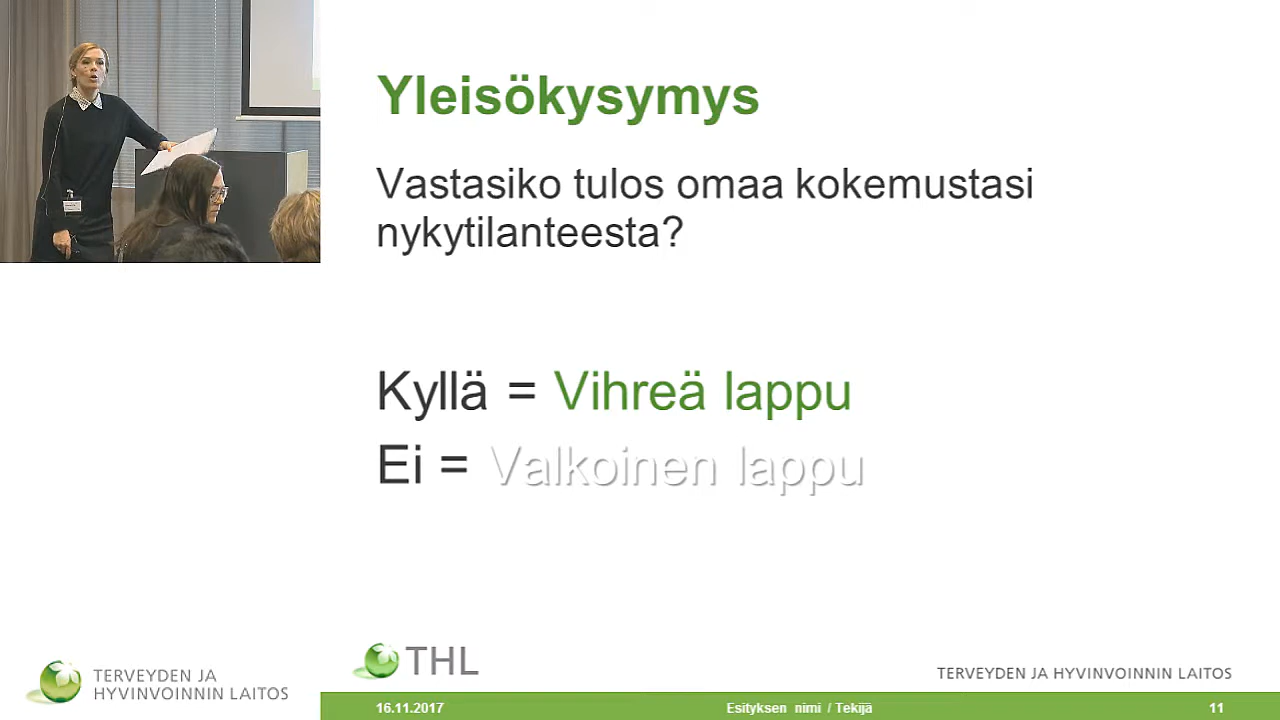 Yleisökysymys
Vastasiko tulos omaa kokemustasi
nykytilanteesta?
Kyllä = Vihreä lappu
Ei = Valkoinen lappu
TERVEYDEN JA
HYVINVOINNIN LAITOS
THL
TERVEYDEN JA HYVINVOINNIN LAITOS
16.11.2017
Esityksen nimi / Tekijä
11